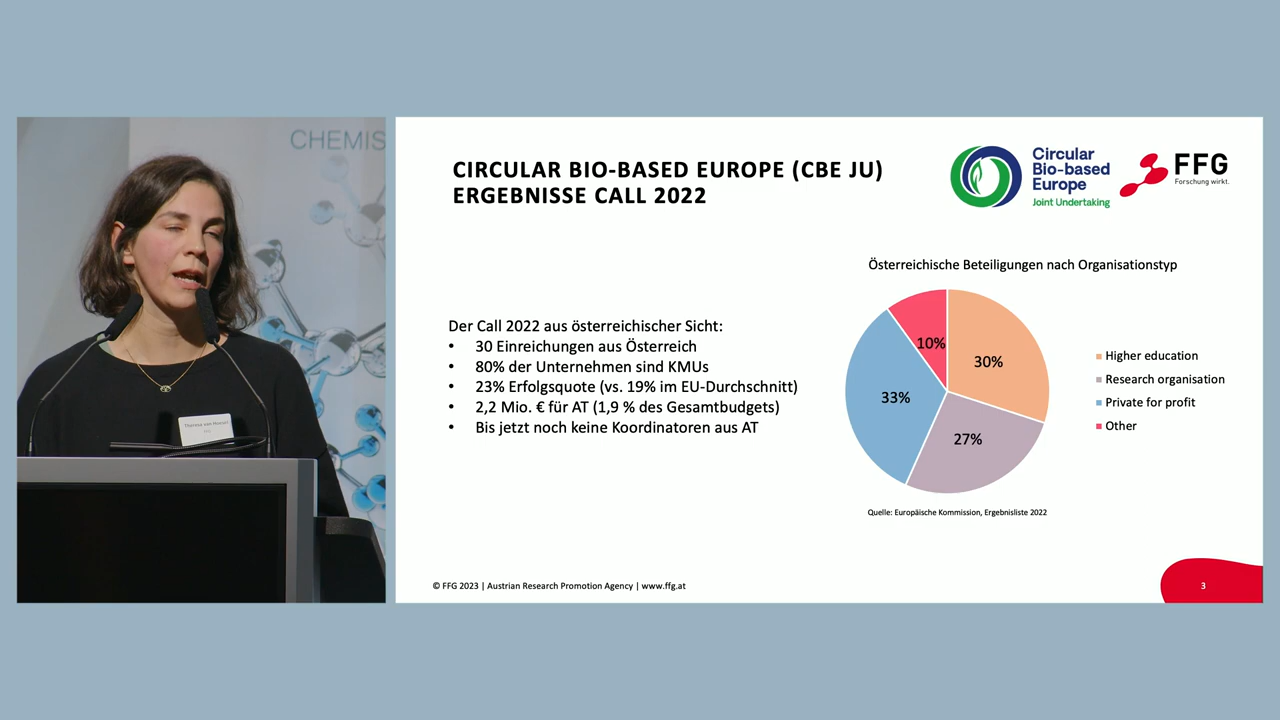 CHEMIS
Theresa von
CIRCULAR BIO-BASED EUROPE (CBE JU)
ERGEBNISSE CALL 2022
Circular
Bio-based
Europe
Joint Undertaking
FFG
Forschung wirkt.
Der Call 2022 aus österreichischer Sicht:
• 30 Einreichungen aus Österreich
• 80% der Unternehmen sind KMUs
• 23% Erfolgsquote (vs. 19% im EU-Durchschnitt)
• 2,2 Mio. € für AT (1,9 % des Gesamtbudgets)
• Bis jetzt noch keine Koordinatoren aus AT
Österreichische Beteiligungen nach Organisationstyp
10%
30%
33%
27%
Higher education
Research organisation
Private for profit
Other
Quelle: Europäische Kommission, Ergebnisliste 2022
© FFG 2023 | Austrian Research Promotion Agency | www.ffg.at
3